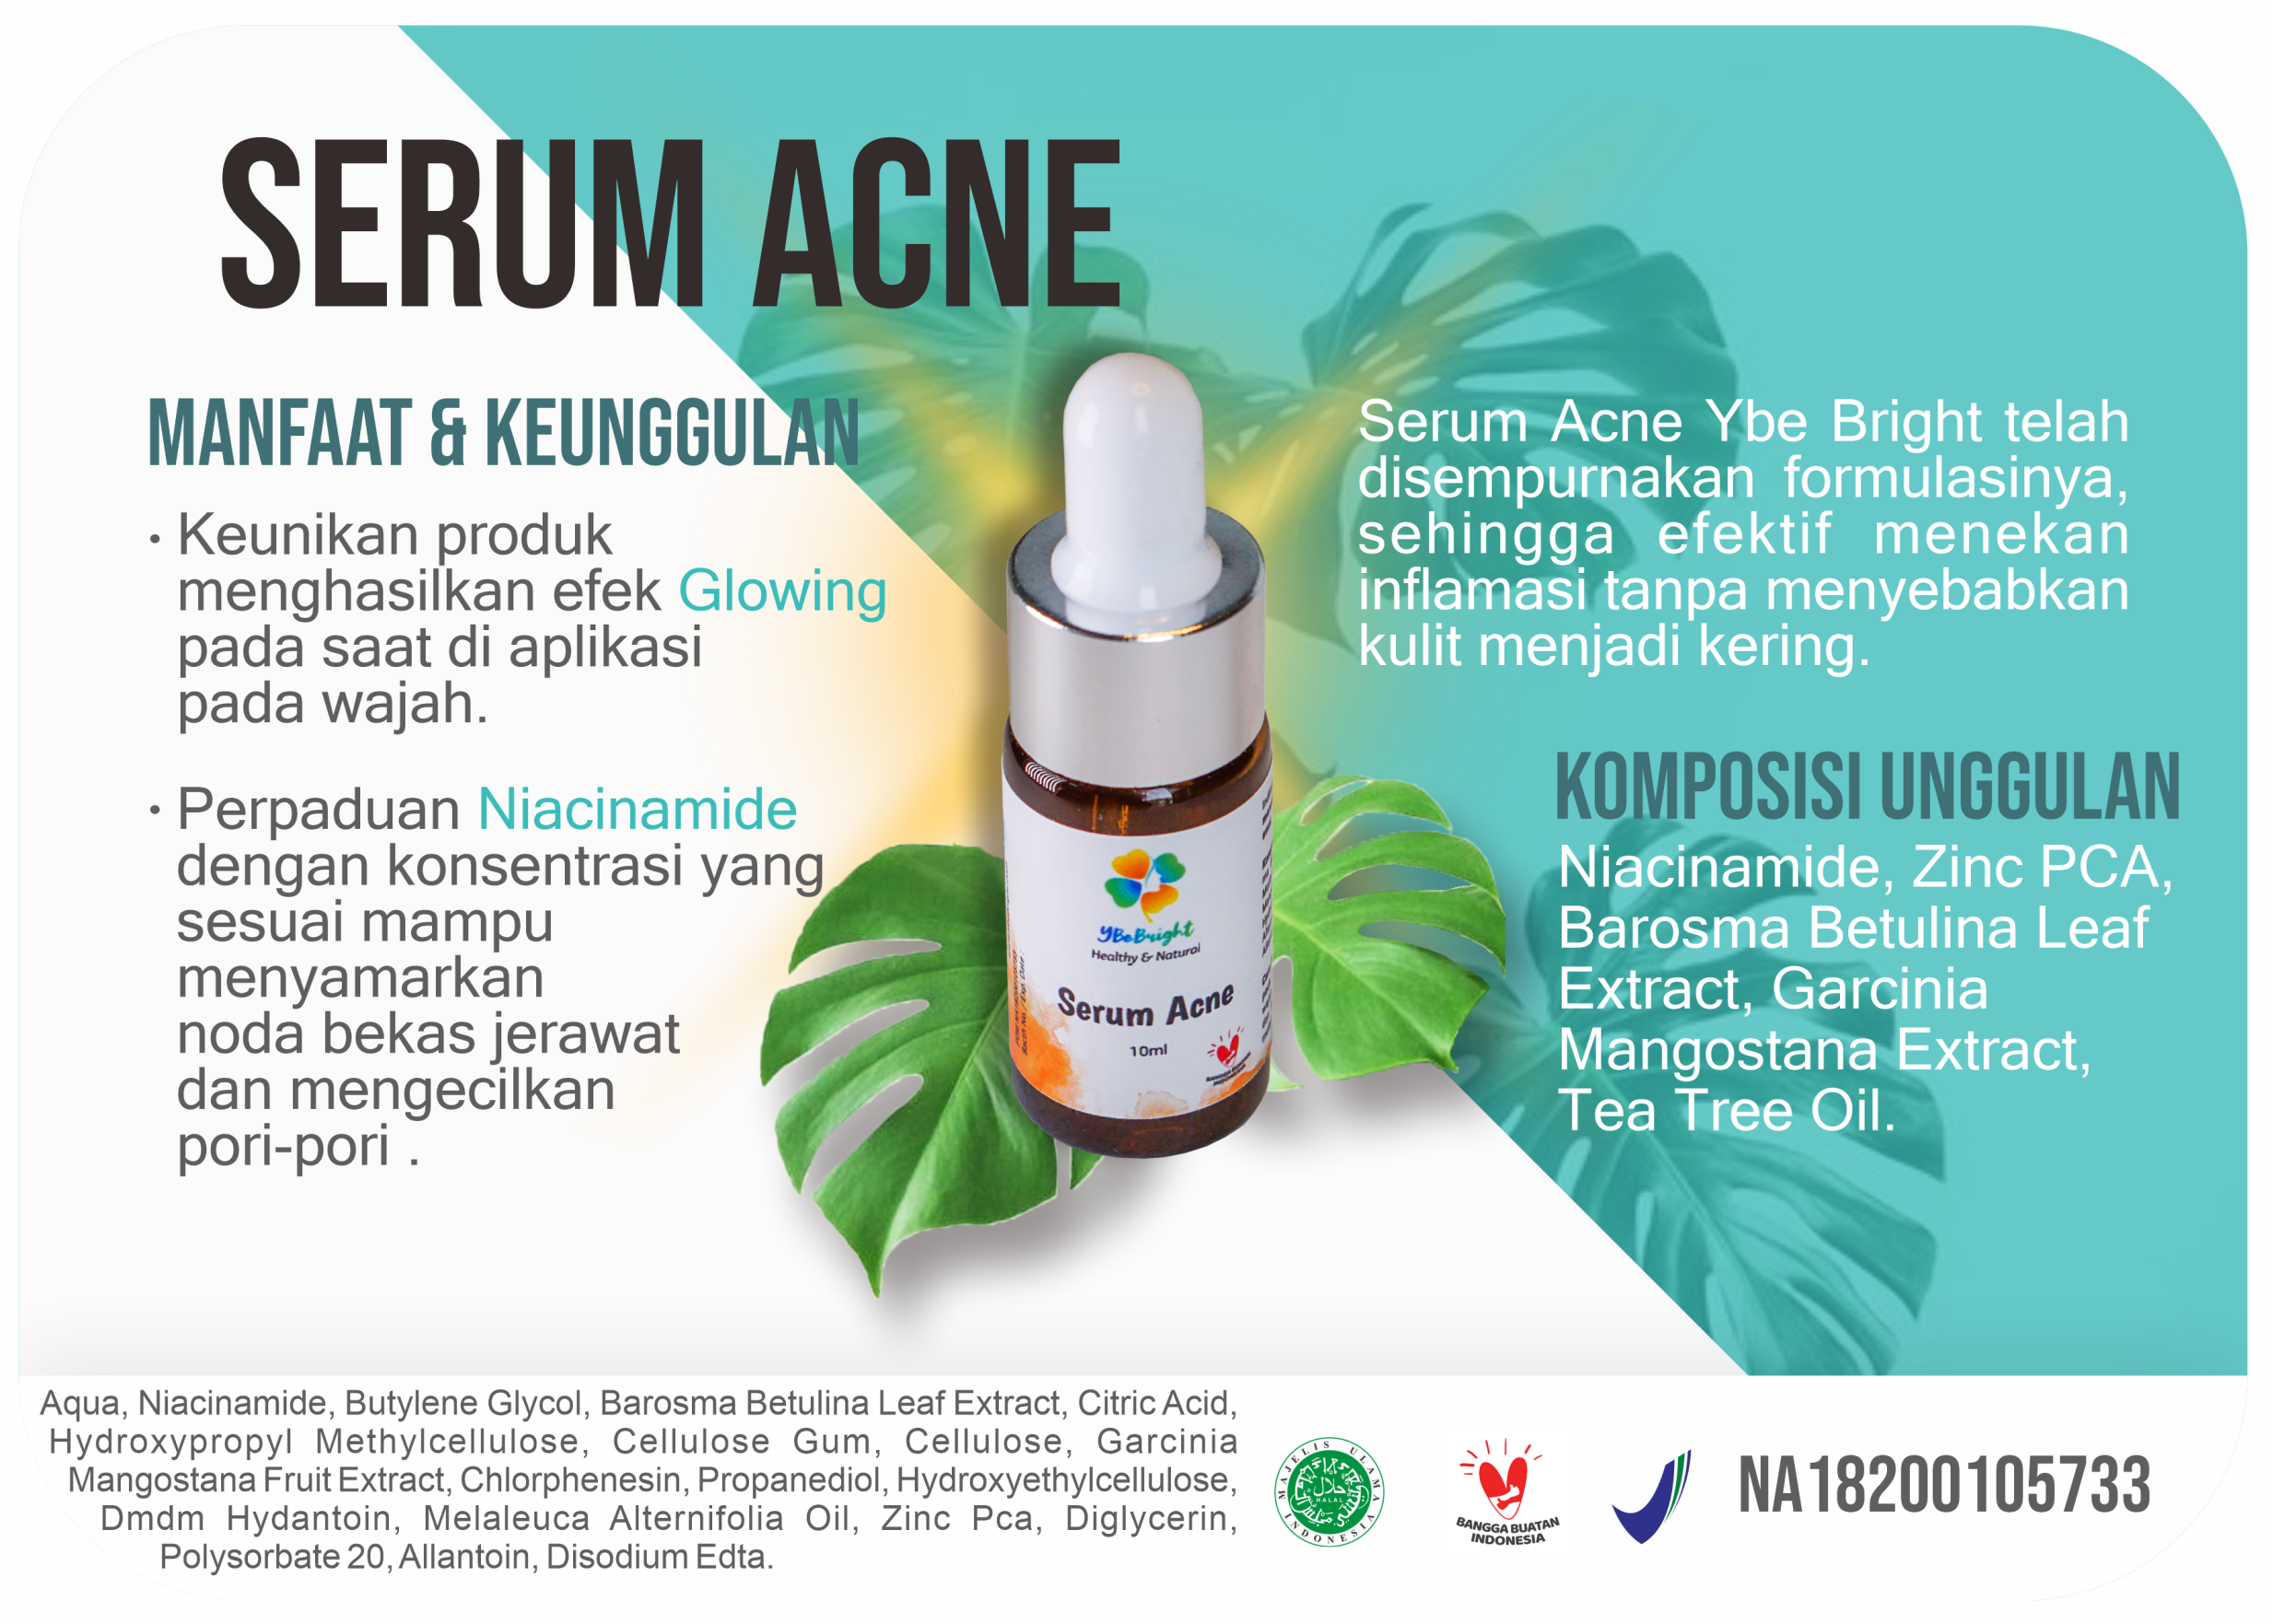 SERUM ACNE
MANFAAT & KEUNGGULAN
· Keunikan produk
menghasilkan efek Glowing
pada saat di aplikasi
pada wajah.
· Perpaduan Niacinamide
dengan konsentrasi yang
sesuai mampu
menyamarkan
noda bekas jerawat
dan mengecilkan
pori-pori .
YBeBright
Healthy & Natural
Serum Acne
10ml
Serum Acne Ybe Bright telah
disempurnakan formulasinya,
sehingga efektif menekan
inflamasi tanpa menyebabkan
kulit menjadi kering.
KOMPOSISI UNGGULAN
Niacinamide, Zinc PCA,
Barosma Betulina Leaf
Extract, Garcinia
Mangostana Extract,
Tea Tree Oil.
Aqua, Niacinamide, Butylene Glycol, Barosma Betulina Leaf Extract, Citric Acid,
Hydroxypropyl Methylcellulose, Cellulose Gum, Cellulose, Garcinia
Mangostana Fruit Extract, Chlorphenesin, Propanediol, Hydroxyethylcellulose,
Dmdm Hydantoin, Melaleuca Alternifolia Oil, Zinc Pca, Diglycerin,
Polysorbate 20, Allantoin, Disodium Edta.
MAJELIS ULAMA INDONESIA
حلال
HALAL
BANGGA BUATAN
INDONESIA
NA18200105733